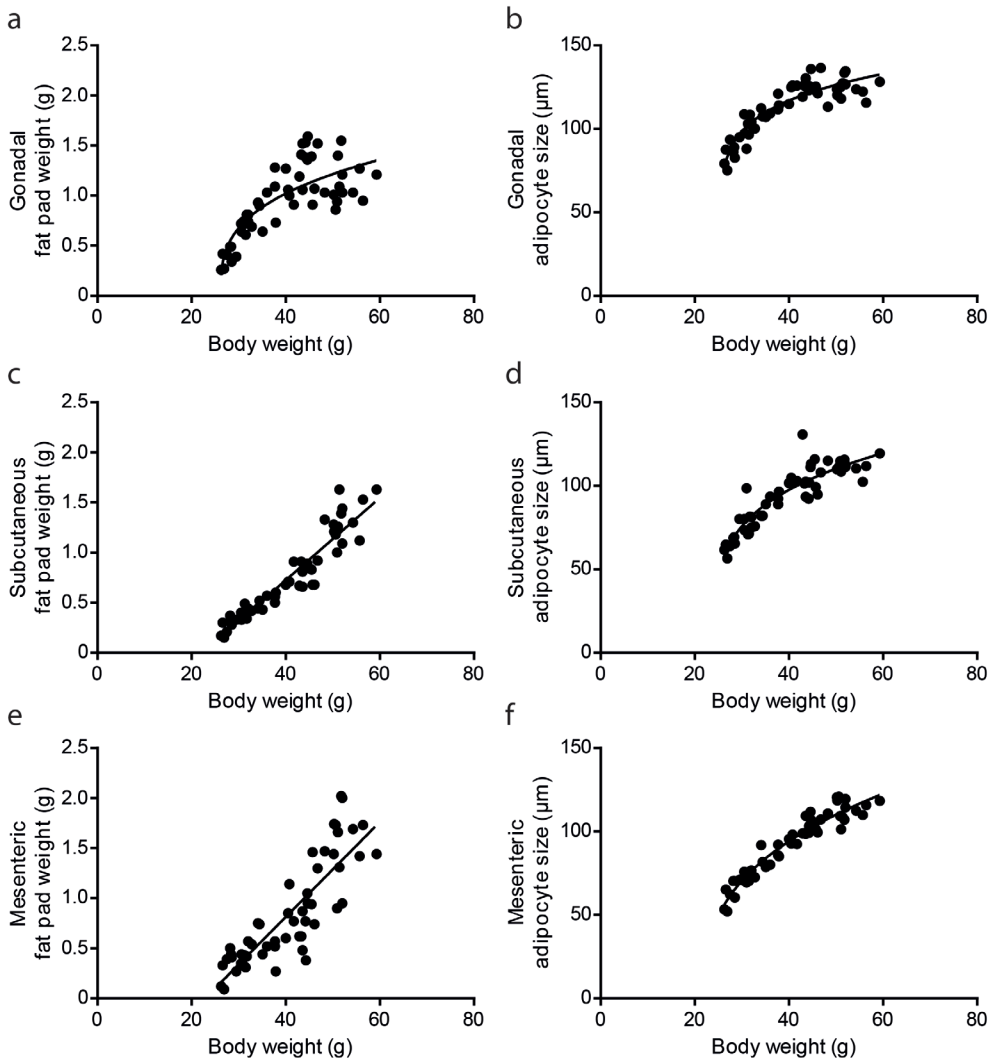 a
Gonadal
fat pad weight (g)
2.5
2.0
1.5
1.0
0.5
0
0 20 40 60 80
Body weight (g)
b
Gonadal
adipocyte size (µm)
150
100
50
0
0 20 40 60 80
Body weight (g)
c
Subcutaneous
fat pad weight (g)
2.5
2.0
1.5
1.0
0.5
0
0 20 40 60 80
Body weight (g)
d
Subcutaneous
adipocyte size (µm)
150
100
50
0
0 20 40 60 80
Body weight (g)
e
Mesenteric
fat pad weight (g)
2.5
2.0
1.5
1.0
0.5
0
0 20 40 60 80
Body weight (g)
f
Mesenteric
adipocyte size (µm)
150
100
50
0
0 20 40 60 80
Body weight (g)